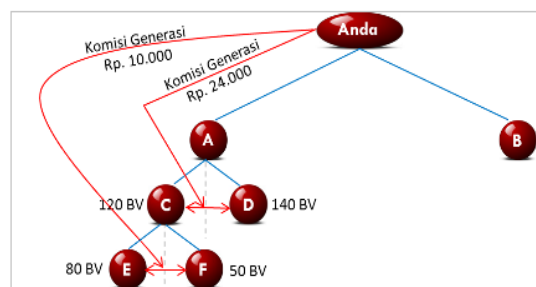 Anda
Komisi Generasi
Rp. 10.000
Komisi Generasi
Rp. 24.000
A
B
120 BV
C
D
140 BV
80 BV
E
F
50 BV